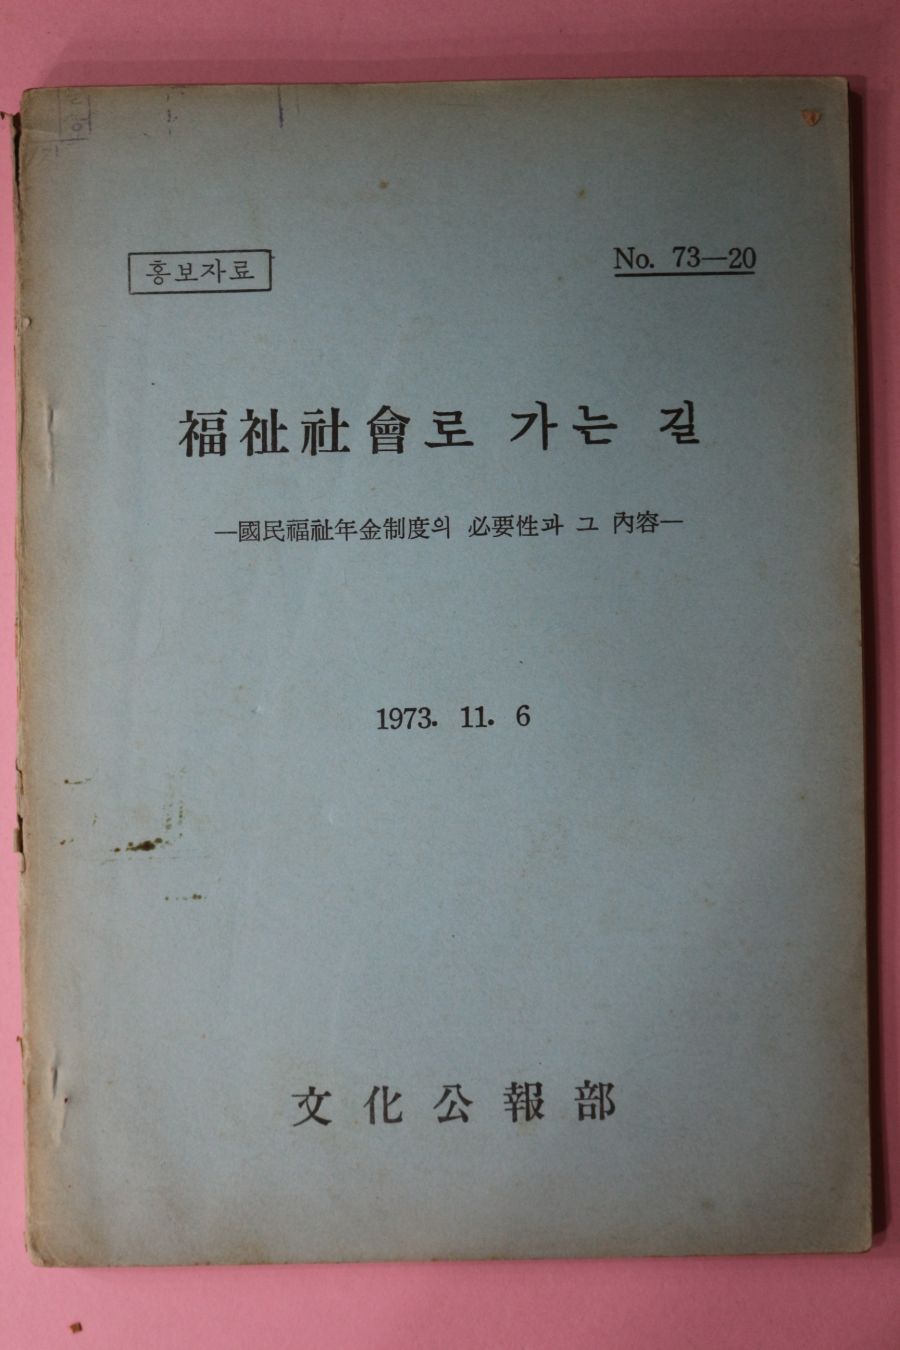 홍보자료
No. 73—20
福祉社會로 가는 길
—國民福祉年金制度의 必要性과 그 內容—
1973. 11. 6
文化公報部